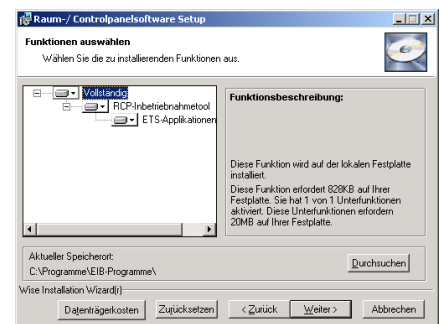 Raum-/ Controlpanelsoftware Setup
Funktionen auswählen
Wählen Sie die zu installierenden Funktionen aus.
Vollständig
RCP-Inbetriebnahmetool
ETS-Applikationen
Funktionsbeschreibung:
Diese Funktion wird auf der lokalen Festplatte
installiert.
Diese Funktion erfordert 828KB auf Ihrer
Festplatte. Sie hat 1 von 1 Unterfunktionen
aktiviert. Diese Unterfunktionen erfordern
20MB auf Ihrer Festplatte.
Aktueller Speicherort:
C:\Programme\EIB-Programme\
Durchsuchen
Wise Installation Wizard(r)
Datenträgerkosten
Zurücksetzen
< Zurück
Weiter >
Abbrechen